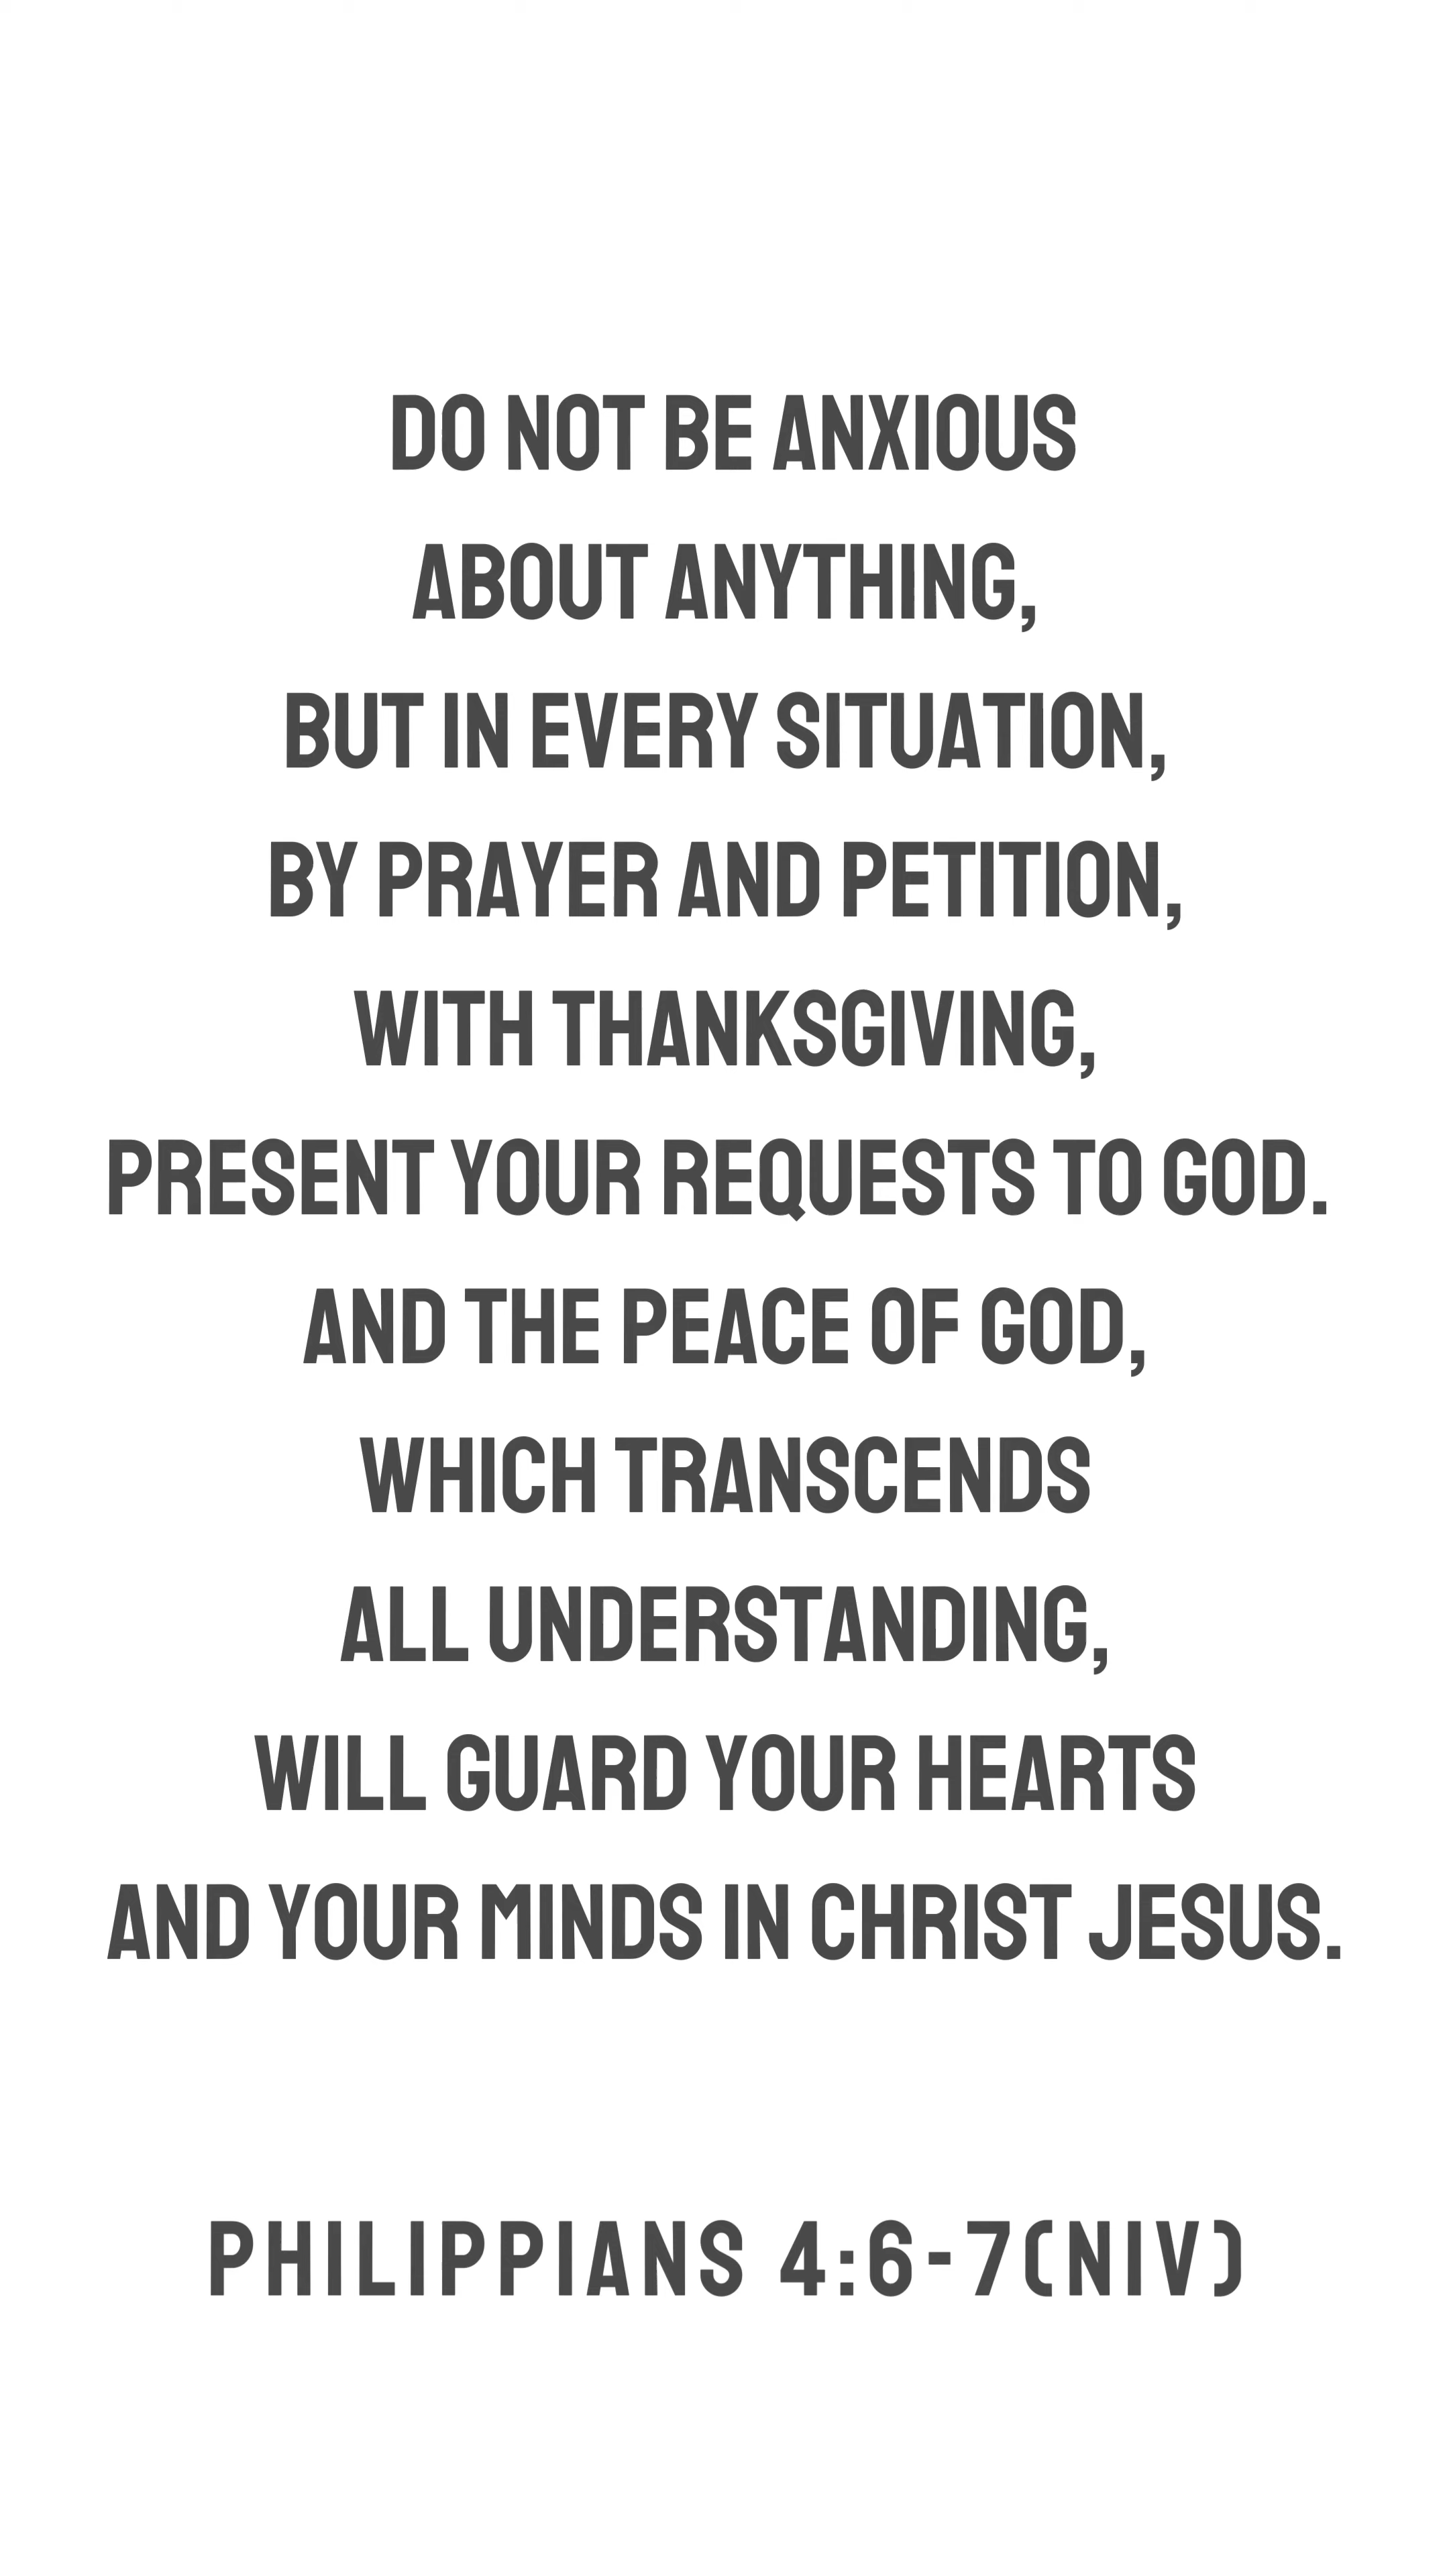 DO NOT BE ANXIOUS
ABOUT ANYTHING,
BUT IN EVERY SITUATION,
BY PRAYER AND PETITION,
WITH THANKSGIVING,
PRESENT YOUR REQUESTS TO GOD.
AND THE PEACE OF GOD,
WHICH TRANSCENDS
ALL UNDERSTANDING,
WILL GUARD YOUR HEARTS
AND YOUR MINDS IN CHRIST JESUS.
PHILIPPIANS 4:6-7(NIV)